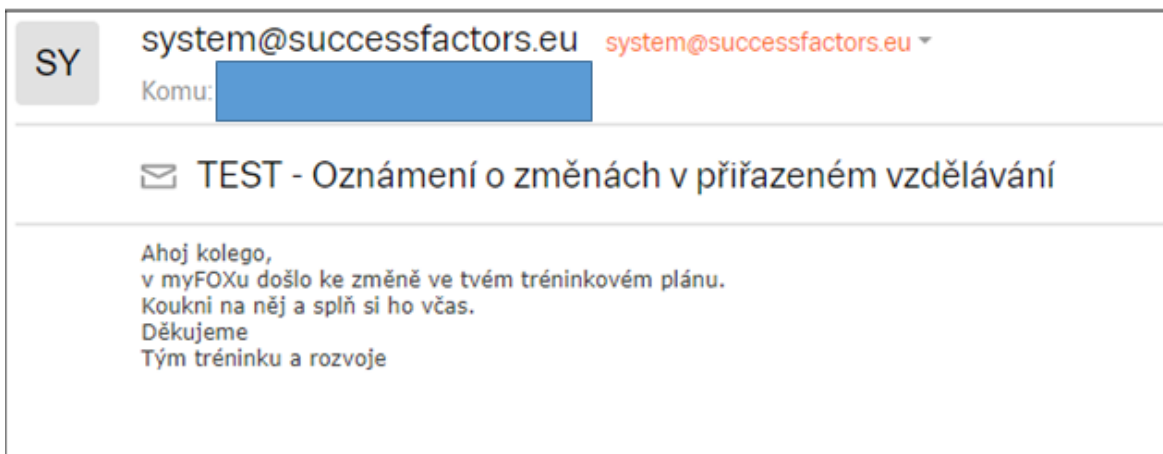 SY
system@successfactors.eu system@successfactors.eu
Komu:
TEST - Oznámení o změnách v přiřazeném vzdělávání
Ahoj kolego,
v myFOXu došlo ke změně ve tvém tréninkovém plánu.
Koukni na něj a splň si ho včas.
Děkujeme
Tým tréninku a rozvoje